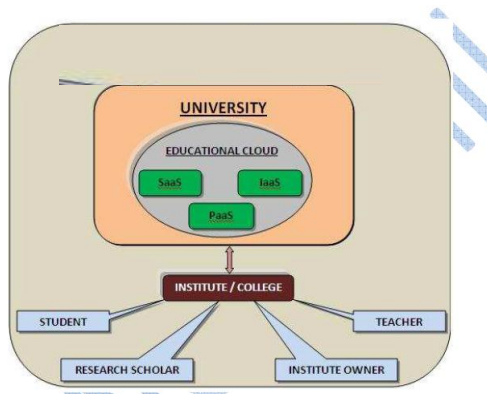 UNIVERSITY
EDUCATIONAL CLOUD
SaaS
IaaS
PaaS
INSTITUTE / COLLEGE
STUDENT
TEACHER
RESEARCH SCHOLAR
INSTITUTE OWNER